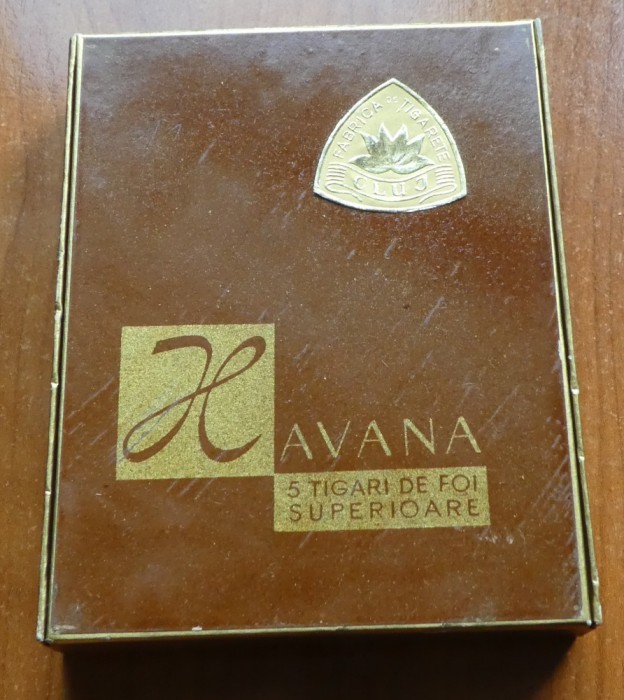 FABRICA DE TIGARETE
CLUJ
HAVANA
5 TIGARI DE FOI
SUPERIOARE